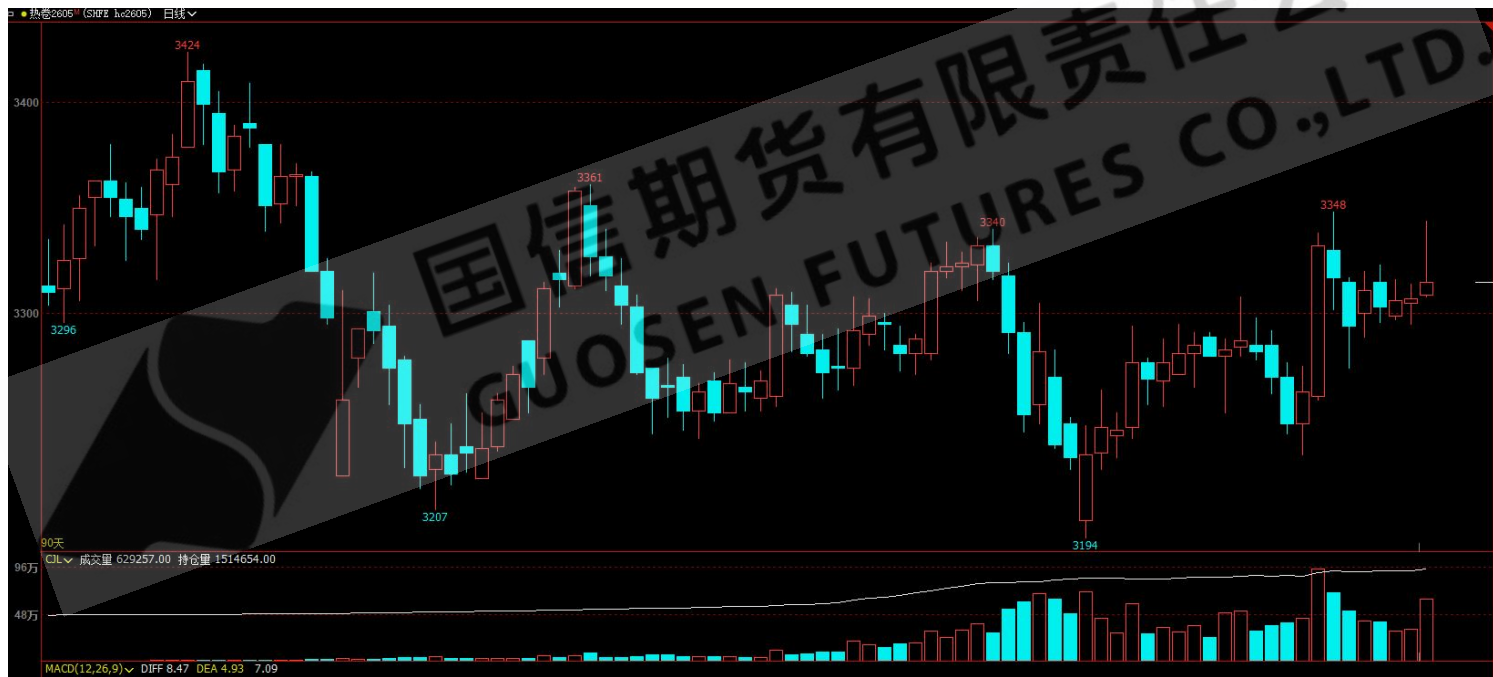 热卷2605 M (SHFE hc2605) 日线
3424
3400
3361
3348
3340
3300
3296
3207
3194
90天
CJL 成交量 629257.00 持仓量 1514654.00
96万
48万
MACD(12,26,9) DIFF 8.47 DEA 4.93 7.09
国信期货有限责任公
GUOSEN FUTURES CO.,LTD.